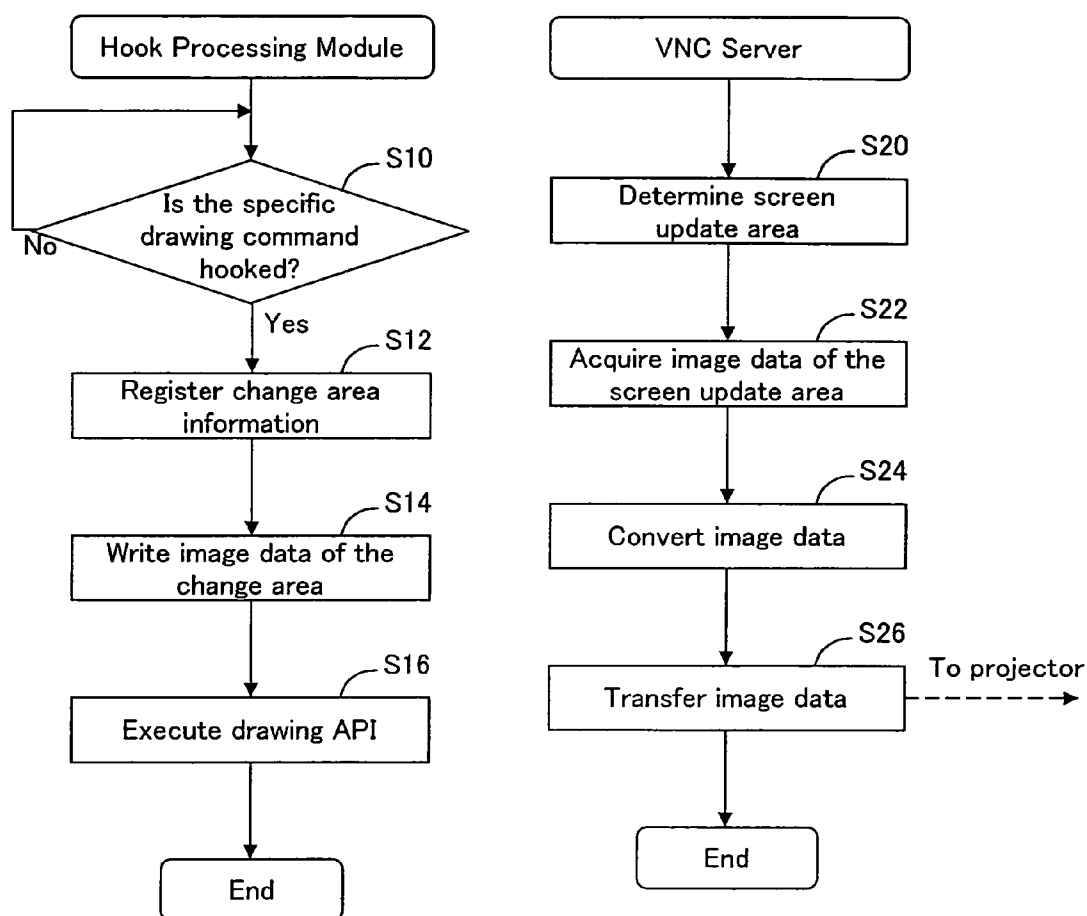 Hook Processing Module
S10
Is the specific
drawing command
hooked?
No
Yes
S12
Register change area
information
S14
Write image data of the
change area
S16
Execute drawing API
End
VNC Server
S20
Determine screen
update area
S22
Acquire image data of the
screen update area
S24
Convert image data
S26
Transfer image data
To projector
End